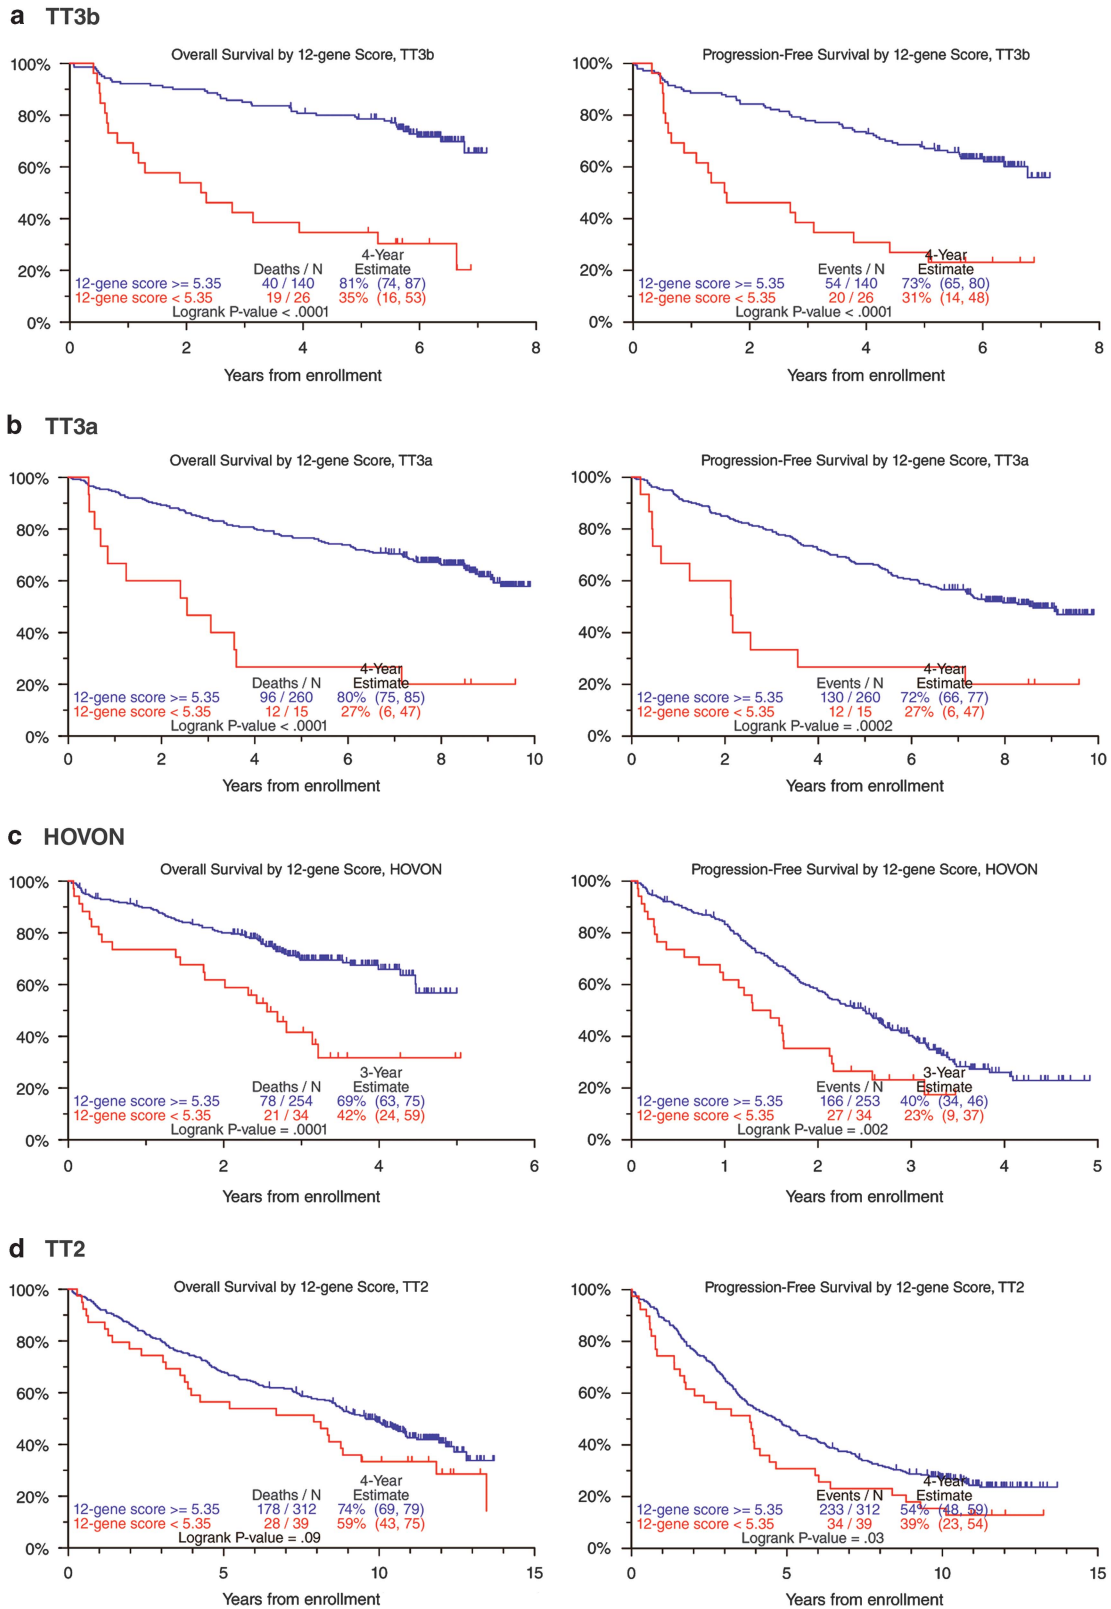 a TT3b
Overall Survival by 12-gene Score, TT3b
100%
80%
60%
40%
20%
0%
4-Year
Deaths / N Estimate
12-gene score >= 5.35 40 / 140 81% (74, 87)
12-gene score < 5.35 19 / 26 35% (16, 53)
Logrank P-value < .0001
0 2 4 6 8
Years from enrollment
Progression-Free Survival by 12-gene Score, TT3b
100%
80%
60%
40%
20%
0%
4-Year
Events / N Estimate
12-gene score >= 5.35 54 / 140 73% (65, 80)
12-gene score < 5.35 20 / 26 31% (14, 48)
Logrank P-value < .0001
0 2 4 6 8
Years from enrollment
b TT3a
Overall Survival by 12-gene Score, TT3a
100%
80%
60%
40%
20%
0%
4-Year
Deaths / N Estimate
12-gene score >= 5.35 96 / 260 80% (75, 85)
12-gene score < 5.35 12 / 15 27% (6, 47)
Logrank P-value < .0001
0 2 4 6 8 10
Years from enrollment
Progression-Free Survival by 12-gene Score, TT3a
100%
80%
60%
40%
20%
0%
4-Year
Events / N Estimate
12-gene score >= 5.35 130 / 260 72% (66, 77)
12-gene score < 5.35 12 / 15 27% (6, 47)
Logrank P-value = .0002
0 2 4 6 8 10
Years from enrollment
c HOVON
Overall Survival by 12-gene Score, HOVON
100%
80%
60%
40%
20%
0%
3-Year
Deaths / N Estimate
12-gene score >= 5.35 78 / 254 69% (63, 75)
12-gene score < 5.35 21 / 34 42% (24, 59)
Logrank P-value = .0001
0 2 4 6
Years from enrollment
Progression-Free Survival by 12-gene Score, HOVON
100%
80%
60%
40%
20%
0%
3-Year
Events / N Estimate
12-gene score >= 5.35 166 / 253 40% (34, 46)
12-gene score < 5.35 27 / 34 23% (9, 37)
Logrank P-value = .002
0 1 2 3 4 5
Years from enrollment
d TT2
Overall Survival by 12-gene Score, TT2
100%
80%
60%
40%
20%
0%
4-Year
Deaths / N Estimate
12-gene score >= 5.35 178 / 312 74% (69, 79)
12-gene score < 5.35 28 / 39 59% (43, 75)
Logrank P-value = .09
0 5 10 15
Years from enrollment
Progression-Free Survival by 12-gene Score, TT2
100%
80%
60%
40%
20%
0%
4-Year
Events / N Estimate
12-gene score >= 5.35 233 / 312 54% (48, 59)
12-gene score < 5.35 34 / 39 39% (23, 54)
Logrank P-value = .03
0 5 10 15
Years from enrollment